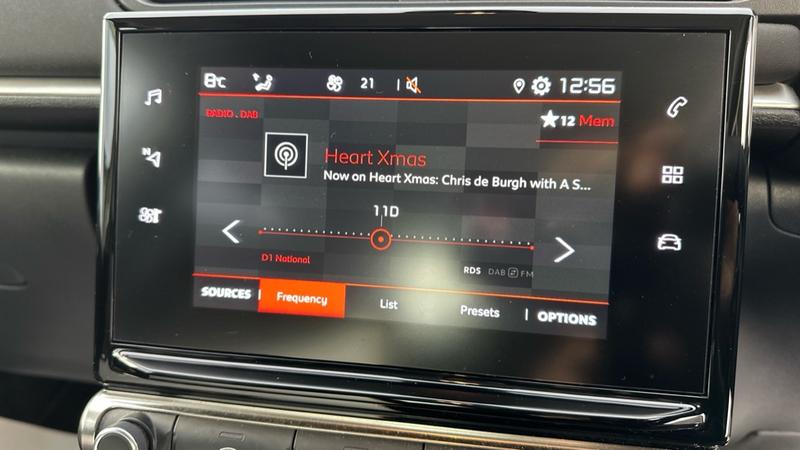 8°C 21 12:56
RADIO . DAB
12 Mem
Heart Xmas
Now on Heart Xmas: Chris de Burgh with A S...
11D
D1 National
RDS DAB FM
SOURCES Frequency List Presets OPTIONS
N